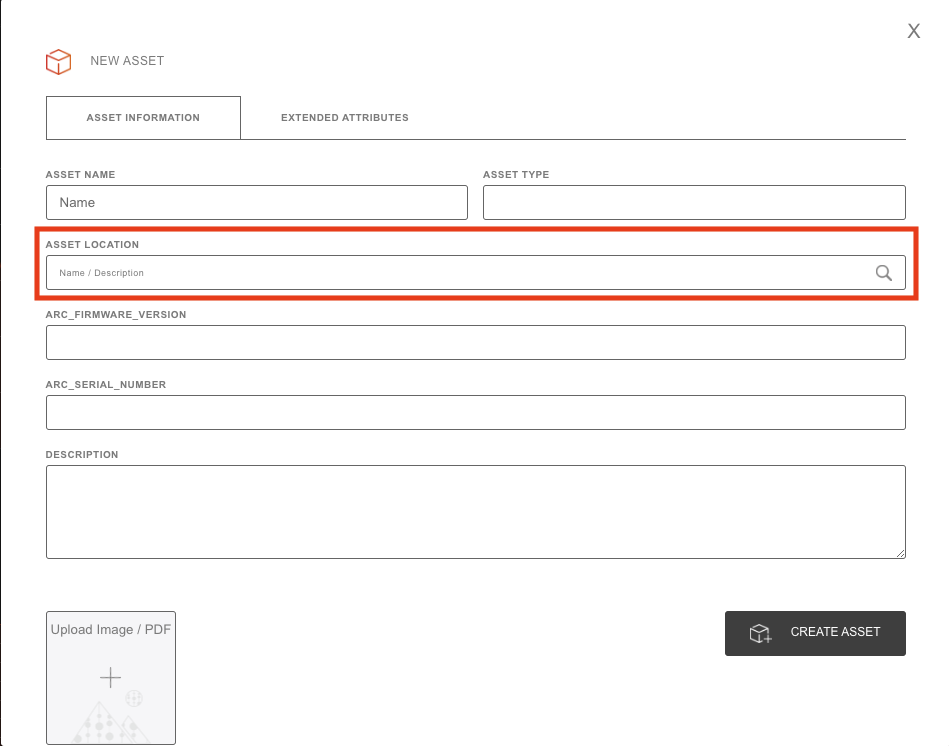 X
NEW ASSET
ASSET INFORMATION
EXTENDED ATTRIBUTES
ASSET NAME
ASSET TYPE
Name
ASSET LOCATION
Name / Description
ARC_FIRMWARE_VERSION
ARC_SERIAL_NUMBER
DESCRIPTION
Upload Image / PDF
CREATE ASSET